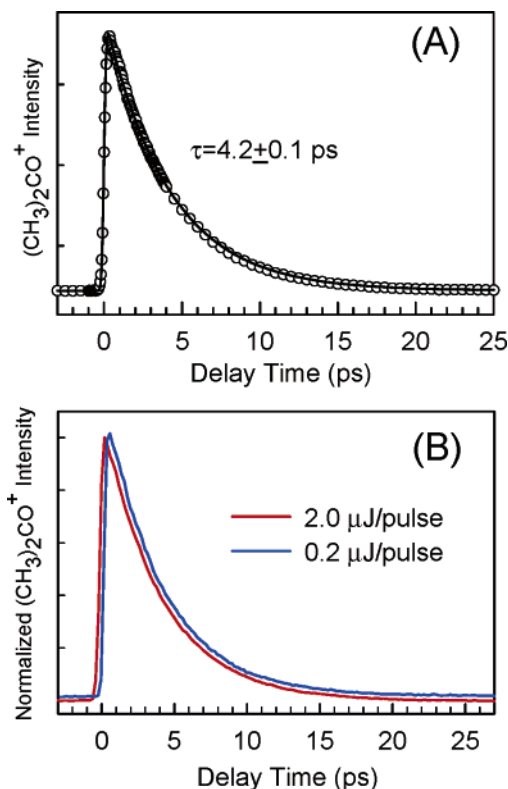 (A)
(CH₃)₂CO⁺ Intensity
τ=4.2±0.1 ps
0 5 10 15 20 25
Delay Time (ps)
(B)
Normalized (CH₃)₂CO⁺ Intensity
2.0 μJ/pulse
0.2 μJ/pulse
0 5 10 15 20 25
Delay Time (ps)